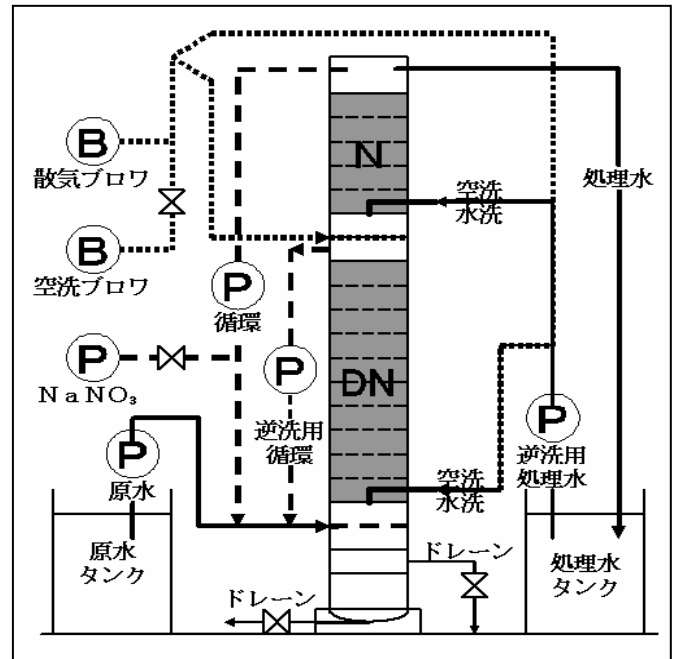 N
B
散気ブロワ
空洗
水洗
処理水
B
空洗ブロワ
P
循環
P
NaNO₃
P
DN
逆洗用
循環
P
原水
P
逆洗用
処理水
空洗
水洗
原水
タンク
ドレーン
処理水
タンク
ドレーン